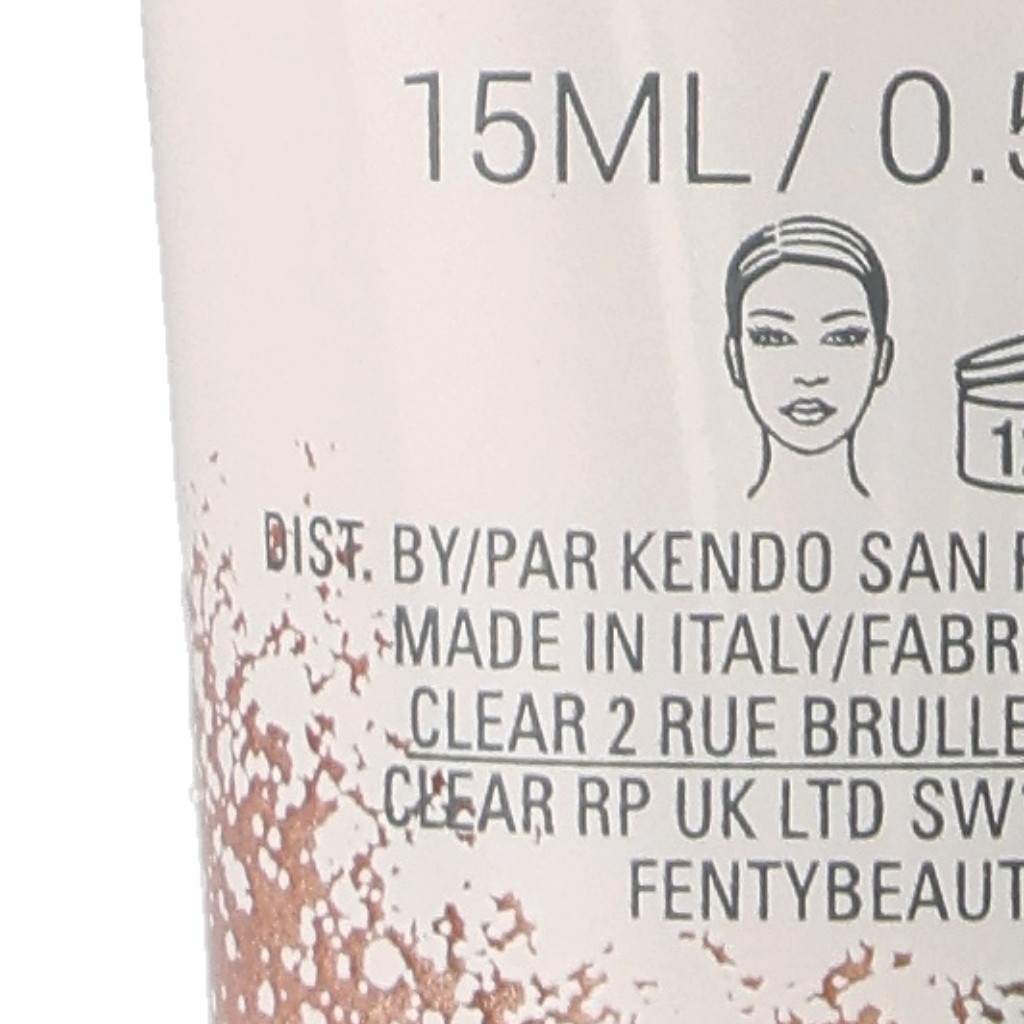 15ML/ 0.5
DIST. BY/PAR KENDO SAN
MADE IN ITALY/FABR
CLEAR 2 RUE BRULLE
CLEAR RP UK LTD SW1
FENTYBEAUT